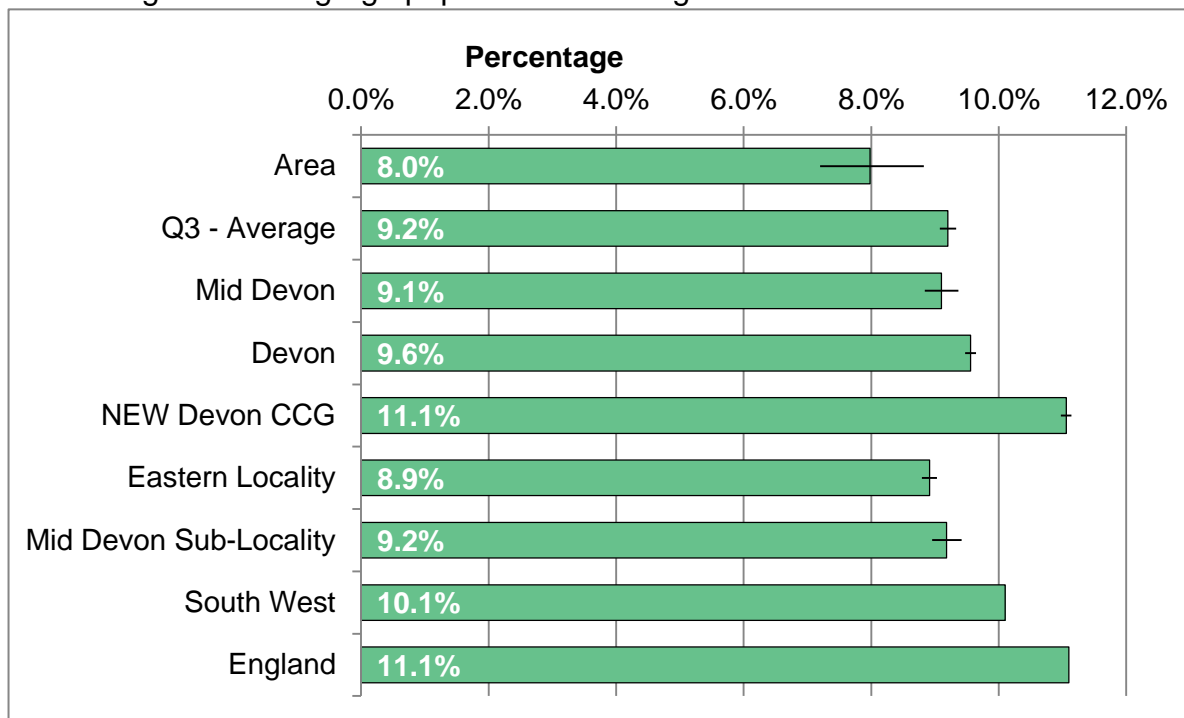 Percentage
0.0% 2.0% 4.0% 6.0% 8.0% 10.0% 12.0%
Area 8.0%
Q3 - Average 9.2%
Mid Devon 9.1%
Devon 9.6%
NEW Devon CCG 11.1%
Eastern Locality 8.9%
Mid Devon Sub-Locality 9.2%
South West 10.1%
England 11.1%